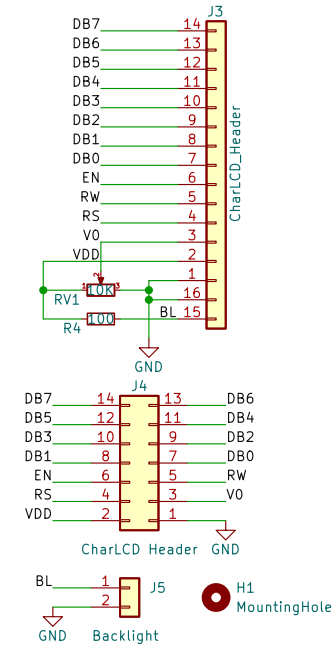 J3
DB7 14
DB6 13
DB5 12
DB4 11
DB3 10
DB2 9
DB1 8
DB0 7
EN 6
RW 5
RS 4
V0 3
VDD 2
1
16
BL 15
CharLCD_Header
RV1 1 10K 3 2
R4 100
GND
J4
DB7 14 13 DB6
DB5 12 11 DB4
DB3 10 9 DB2
DB1 8 7 DB0
EN 6 5 RW
RS 4 3 V0
VDD 2 1
CharLCD Header GND
BL 1 J5
2
GND Backlight
H1
MountingHole